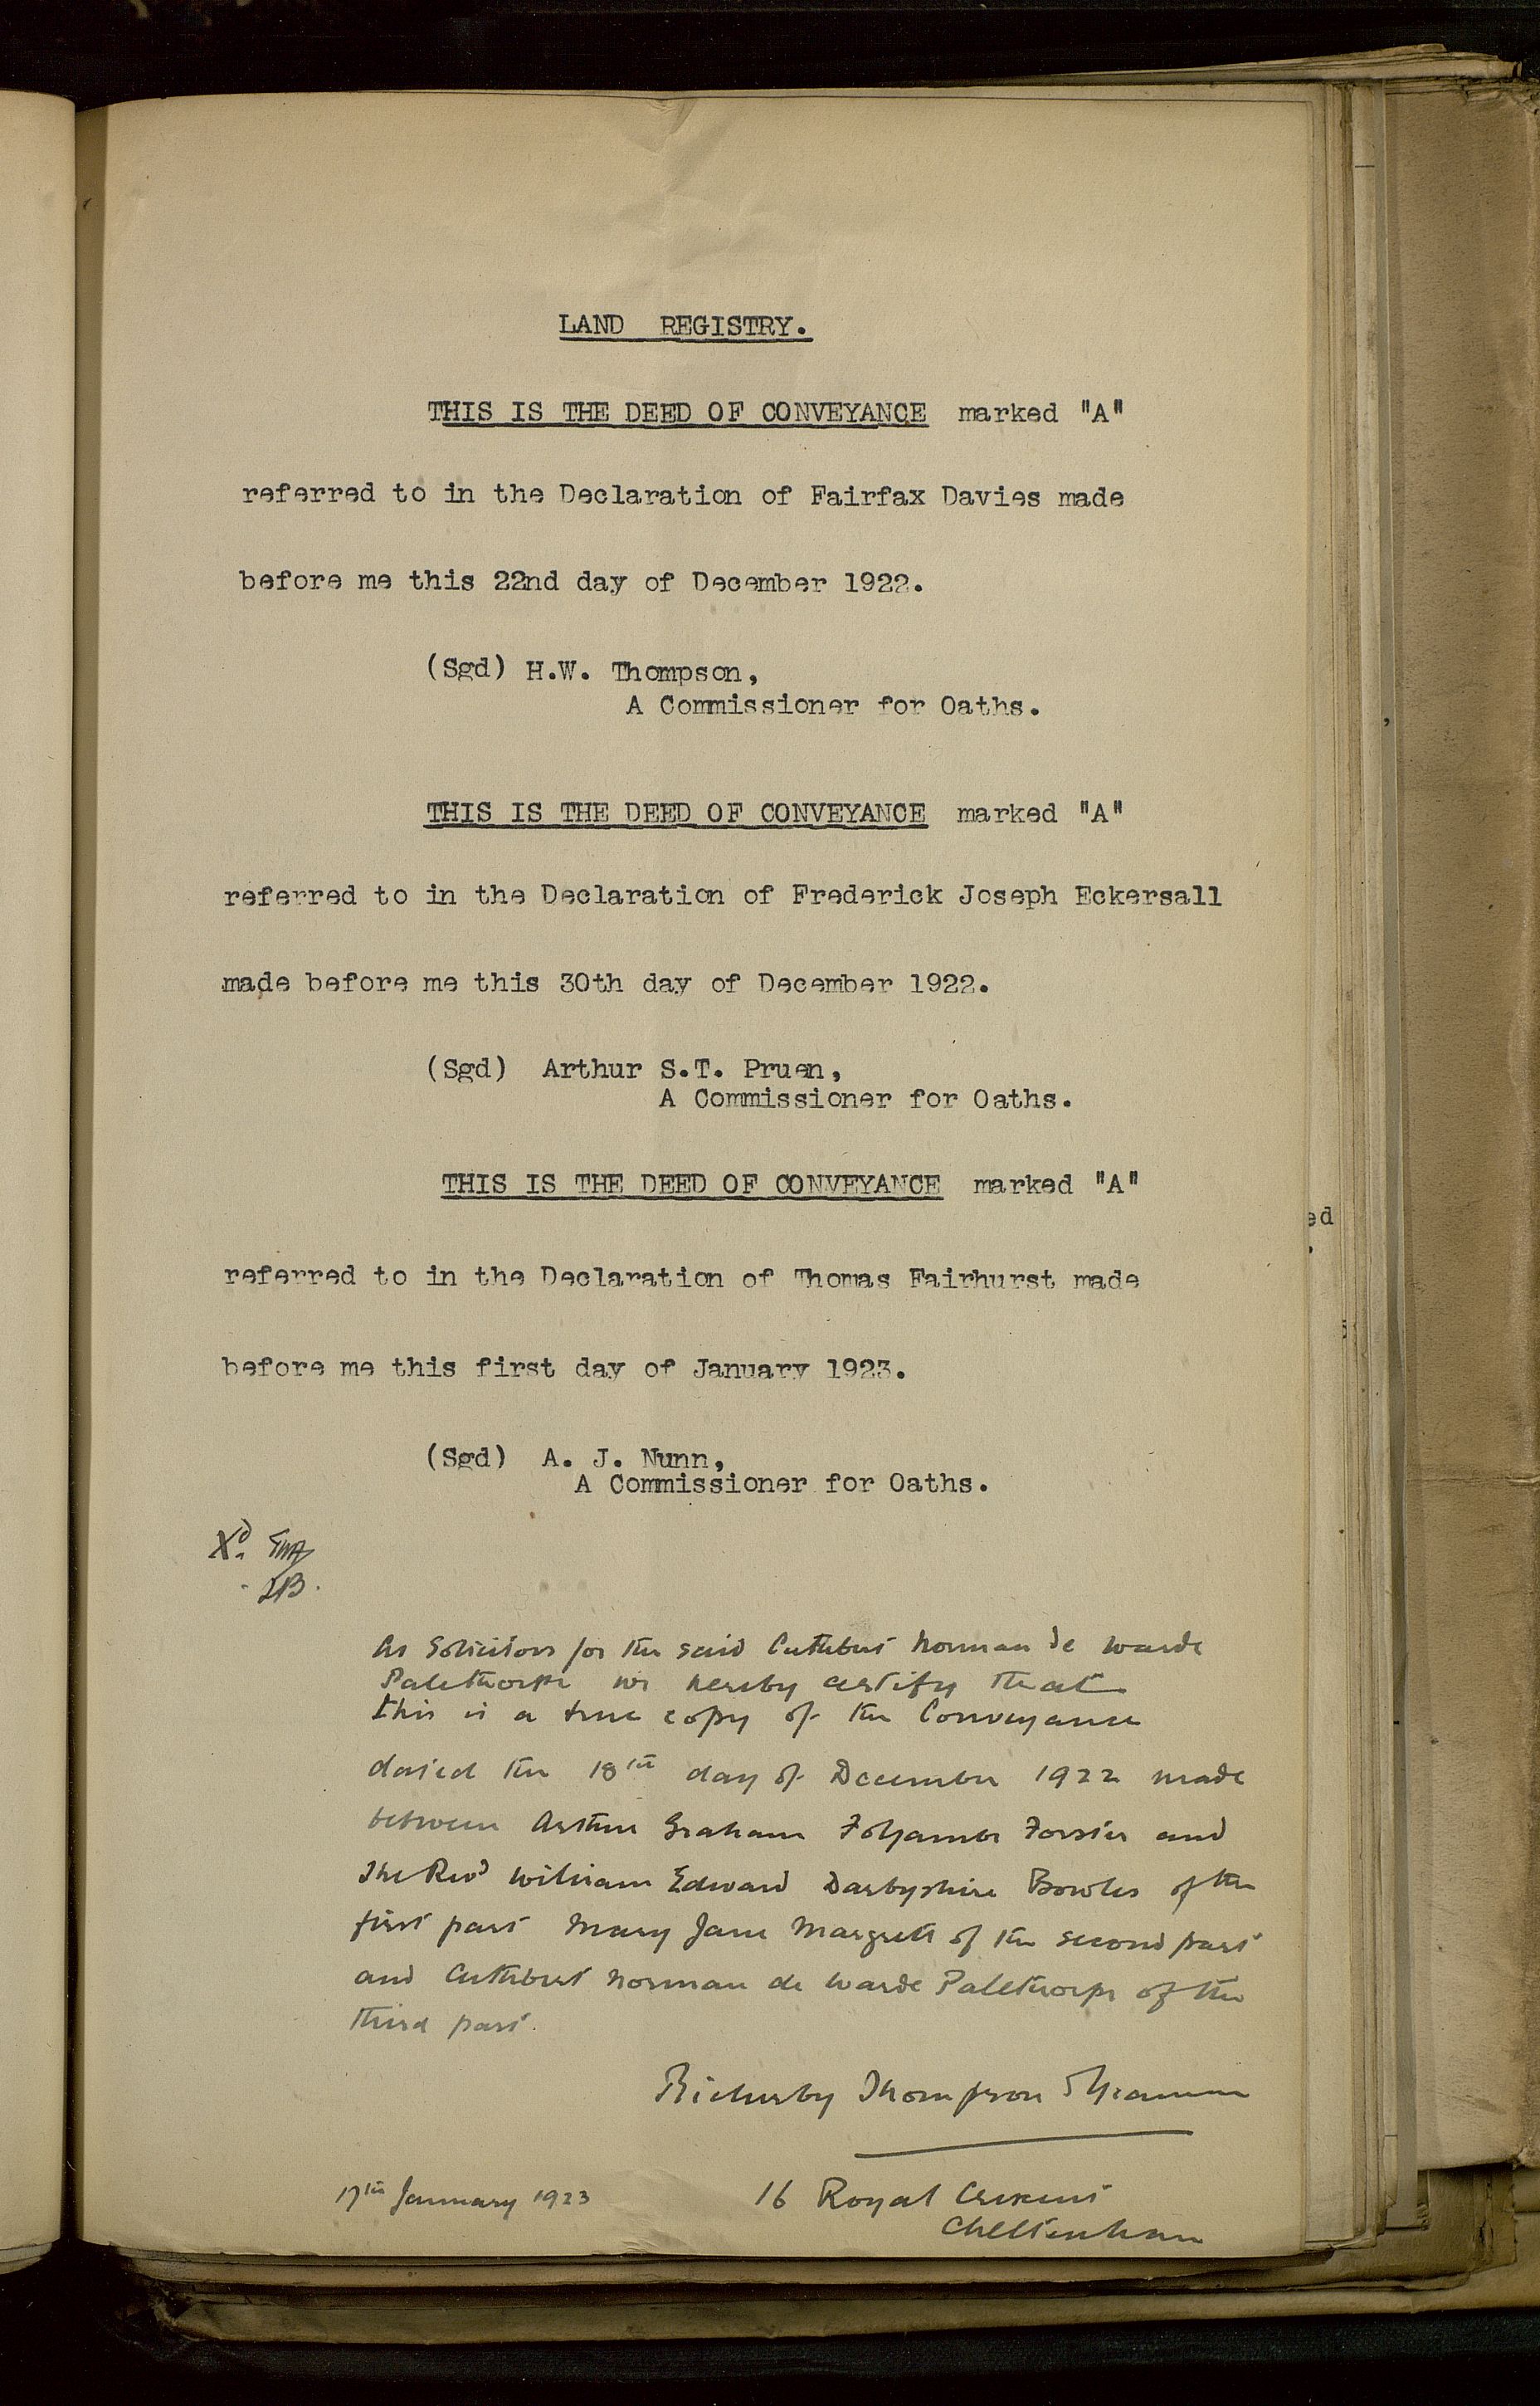 LAND REGISTRY.
THIS IS THE DEED OF CONVEYANCE marked "A"
referred to in the Declaration of Fairfax Davies made
before me this 22nd day of December 1922.
(Sgd) H.W. Thompson,
A Commissioner for Oaths.
THIS IS THE DEED OF CONVEYANCE marked "A"
referred to in the Declaration of Frederick Joseph Eckersall
made before me this 30th day of December 1922.
(Sgd) Arthur S.T. Pruen,
A Commissioner for Oaths.
THIS IS THE DEED OF CONVEYANCE marked "A"
referred to in the Declaration of Thomas Fairhurst made
before me this first day of January 1923.
(Sgd) A. J. Nunn,
A Commissioner for Oaths.
Xd.
As Solicitors for the said Cuthbert Norman de Warde
Palethorpe we hereby certify that
this is a true copy of the Conveyance
dated the 18th day of December 1922 made
between Arthur Graham Foljambe Forster and
The Revd William Edward Darbyshire Bowles of the
first part Mary Jane Margrett of the second part
and Cuthbert Norman de Warde Palethorpe of the
third part.
Thompson
17th January 1923
16 Royal Crescent
Cheltenham
ed